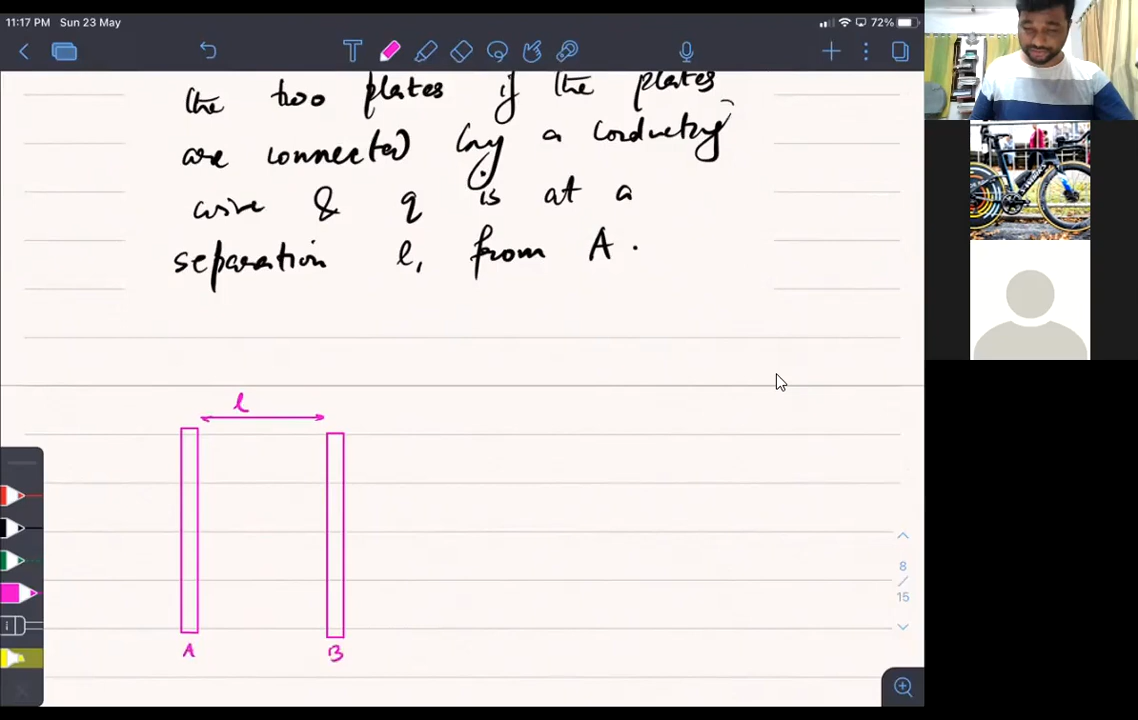 11:17 PM Sun 23 May
72%
the two plates if the plates
are connected by a conducting
wire & q is at a
separation l, from A.
l
A B
8
/
15